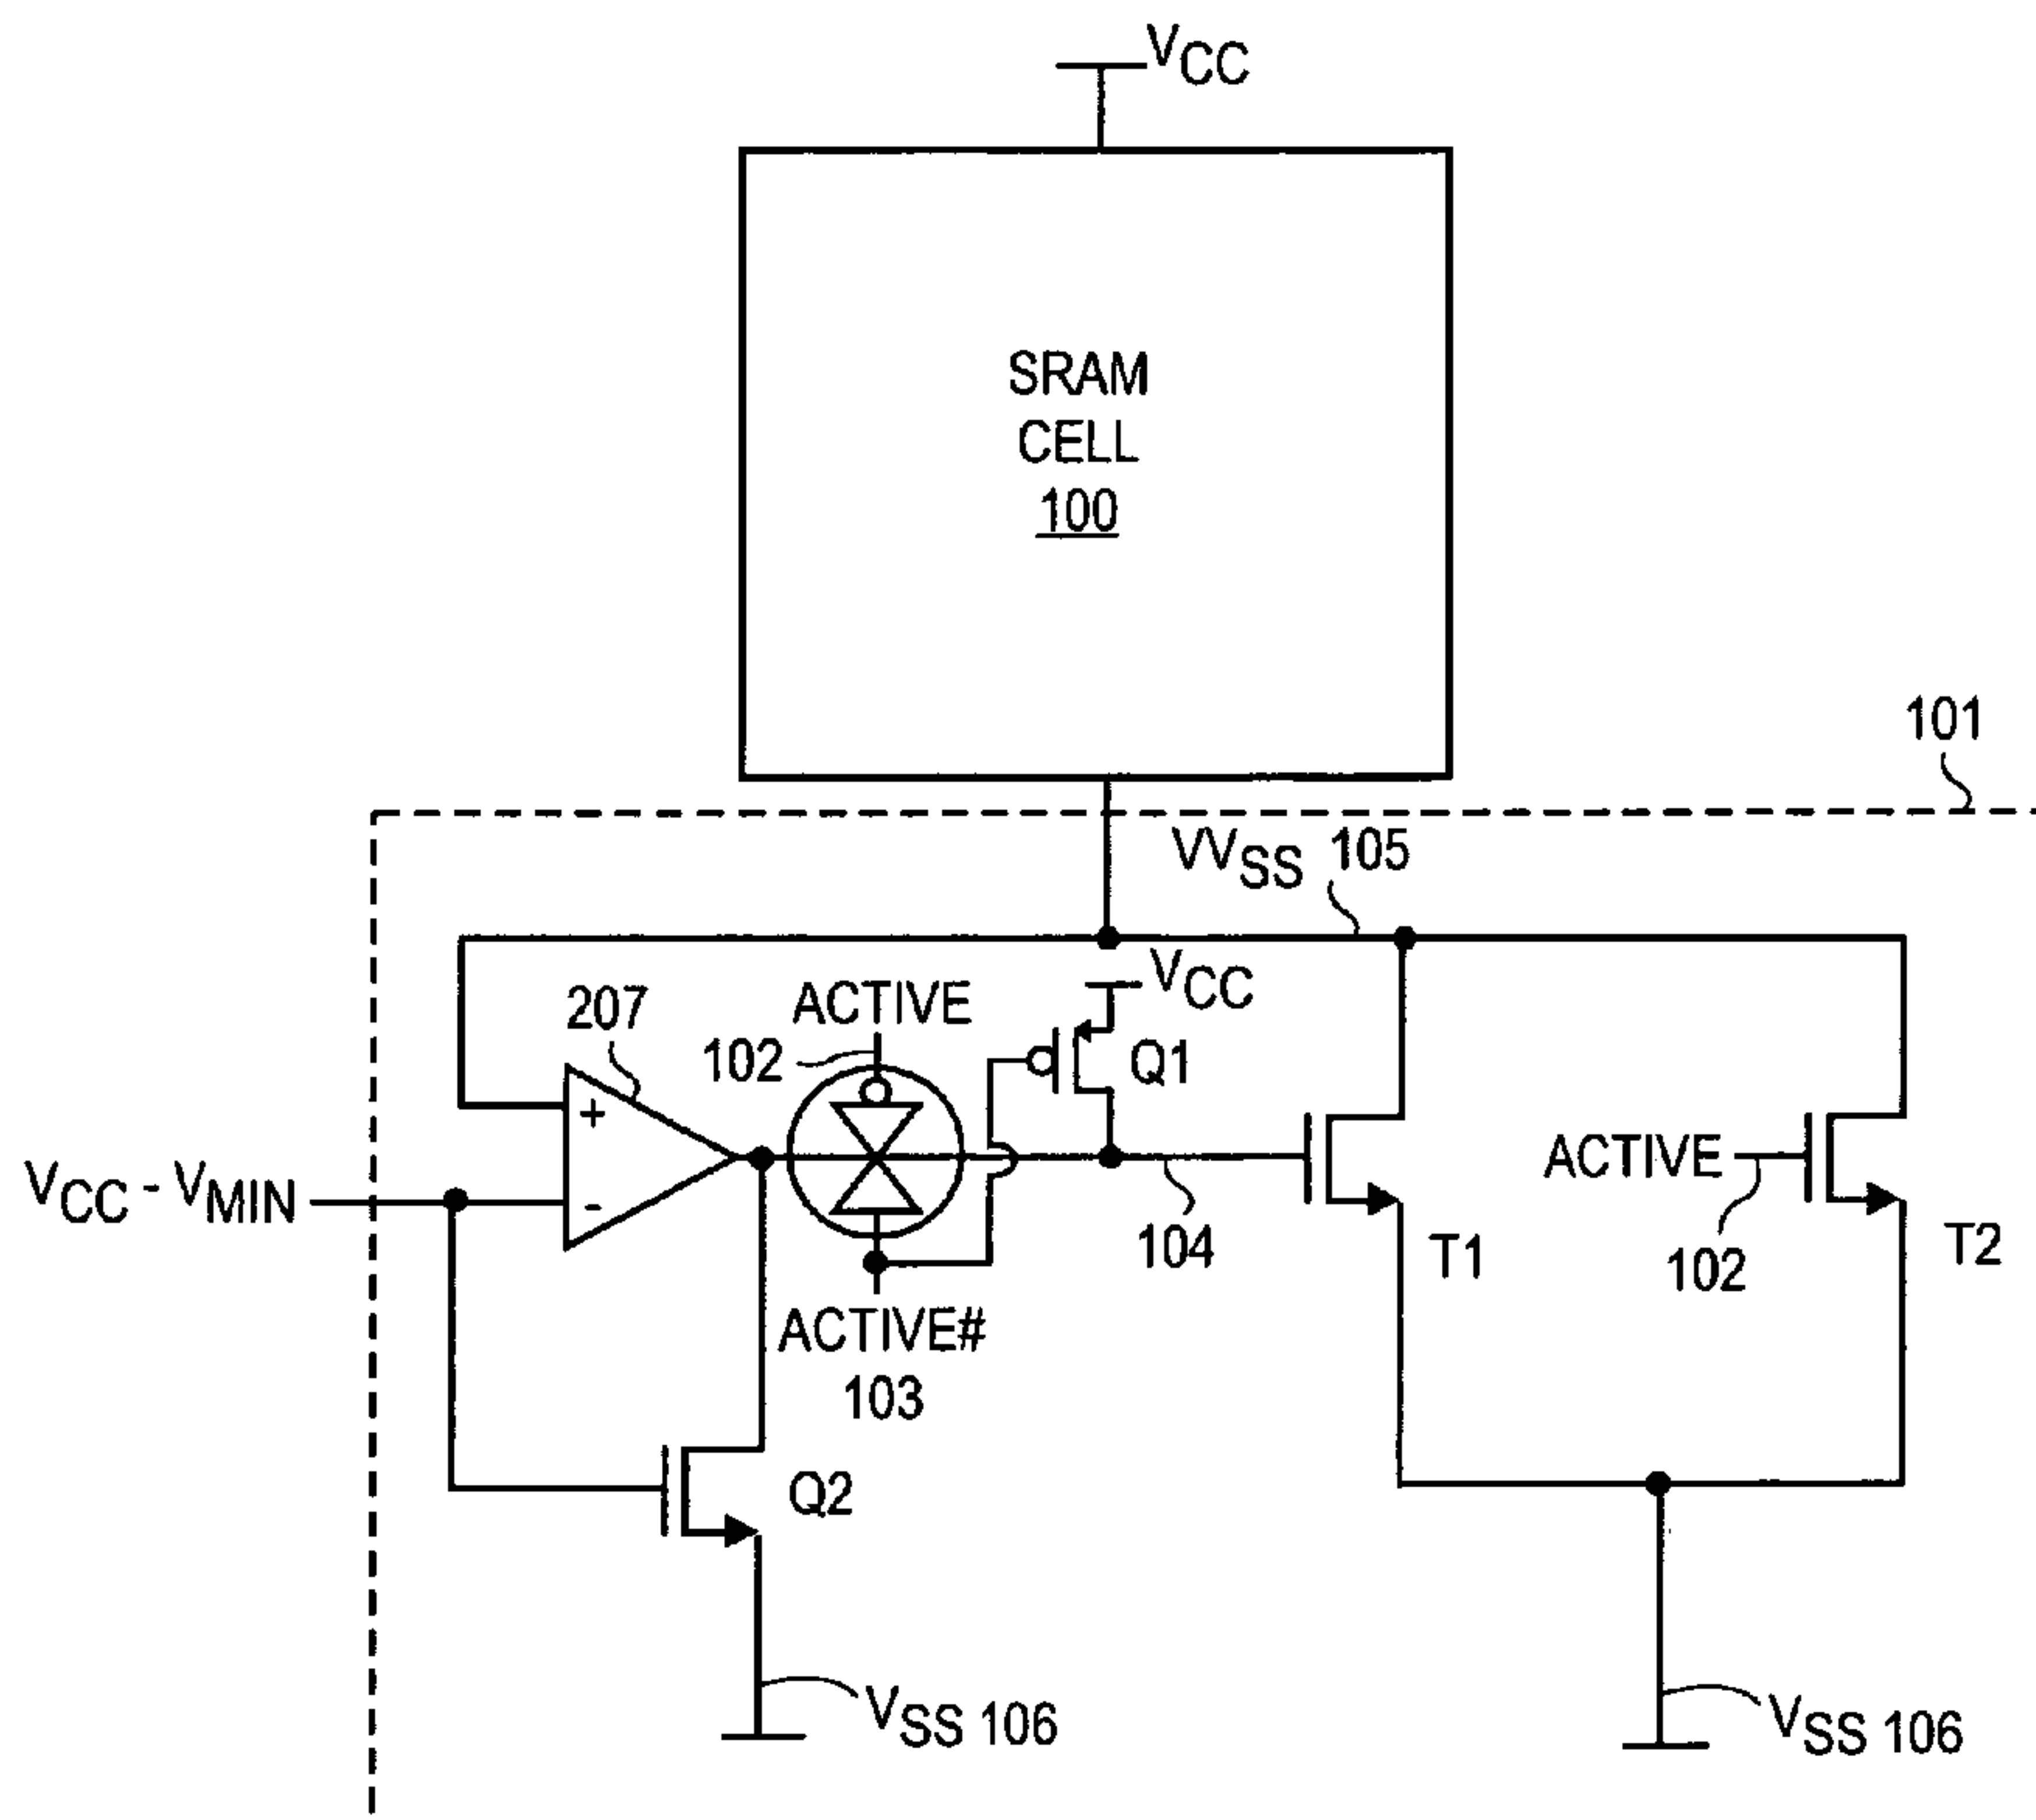 VCC
SRAM
CELL
100
101
VVSS 105
VCC
207
ACTIVE
102
Q1
+
-
VCC - VMIN
ACTIVE
104
T1
102
T2
ACTIVE#
103
Q2
VSS 106
VSS 106